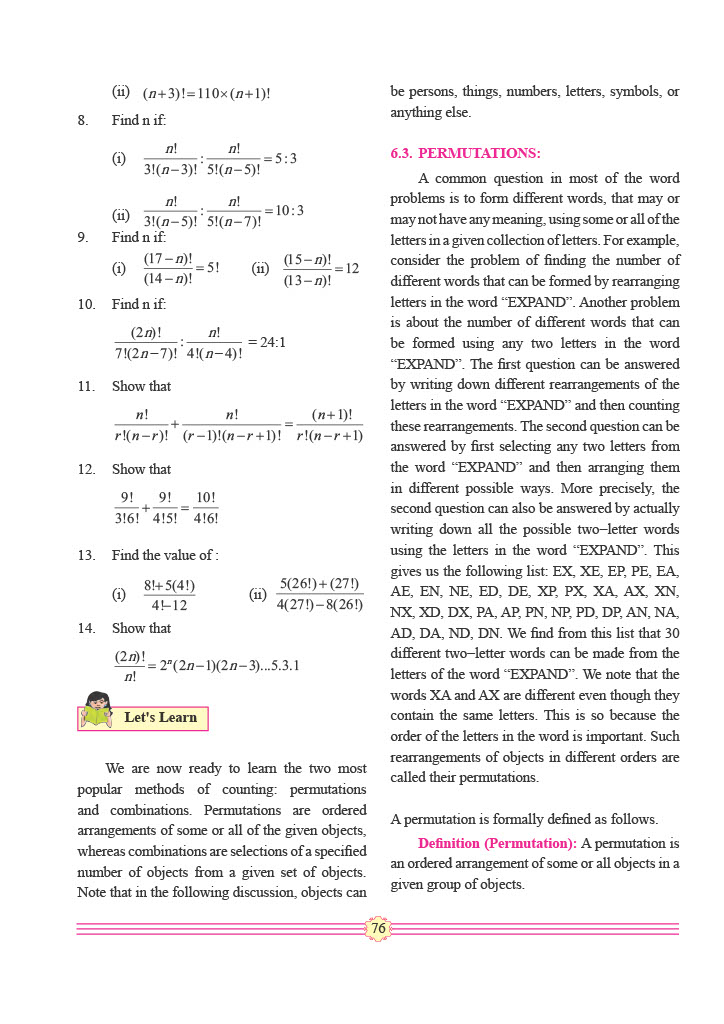 (ii) (n+3)! = 110 × (n+1)!
8. Find n if:
(i) n!/3!(n−3)! : n!/5!(n−5)! = 5 : 3
(ii) n!/3!(n−5)! : n!/5!(n−7)! = 10 : 3
9. Find n if:
(i) (17−n)!/(14−n)! = 5! (ii) (15−n)!/(13−n)! = 12
10. Find n if:
(2n)!/7!(2n−7)! : n!/4!(n−4)! = 24:1
11. Show that
n!/r!(n−r)! + n!/(r−1)!(n−r+1)! = (n+1)!/r!(n−r+1)
12. Show that
9!/3!6! + 9!/4!5! = 10!/4!6!
13. Find the value of :
(i) 8!+5(4!)/4!−12 (ii) 5(26!)+(27!)/4(27!)−8(26!)
14. Show that
(2n)!/n! = 2ⁿ(2n−1)(2n−3)...5.3.1
Let's Learn
We are now ready to learn the two most
popular methods of counting: permutations
and combinations. Permutations are ordered
arrangements of some or all of the given objects,
whereas combinations are selections of a specified
number of objects from a given set of objects.
Note that in the following discussion, objects can
be persons, things, numbers, letters, symbols, or
anything else.
6.3. PERMUTATIONS:
A common question in most of the word
problems is to form different words, that may or
may not have any meaning, using some or all of the
letters in a given collection of letters. For example,
consider the problem of finding the number of
different words that can be formed by rearranging
letters in the word “EXPAND”. Another problem
is about the number of different words that can
be formed using any two letters in the word
“EXPAND”. The first question can be answered
by writing down different rearrangements of the
letters in the word “EXPAND” and then counting
these rearrangements. The second question can be
answered by first selecting any two letters from
the word “EXPAND” and then arranging them
in different possible ways. More precisely, the
second question can also be answered by actually
writing down all the possible two−letter words
using the letters in the word “EXPAND”. This
gives us the following list: EX, XE, EP, PE, EA,
AE, EN, NE, ED, DE, XP, PX, XA, AX, XN,
NX, XD, DX, PA, AP, PN, NP, PD, DP, AN, NA,
AD, DA, ND, DN. We find from this list that 30
different two−letter words can be made from the
letters of the word “EXPAND”. We note that the
words XA and AX are different even though they
contain the same letters. This is so because the
order of the letters in the word is important. Such
rearrangements of objects in different orders are
called their permutations.
A permutation is formally defined as follows.
Definition (Permutation): A permutation is
an ordered arrangement of some or all objects in a
given group of objects.
76